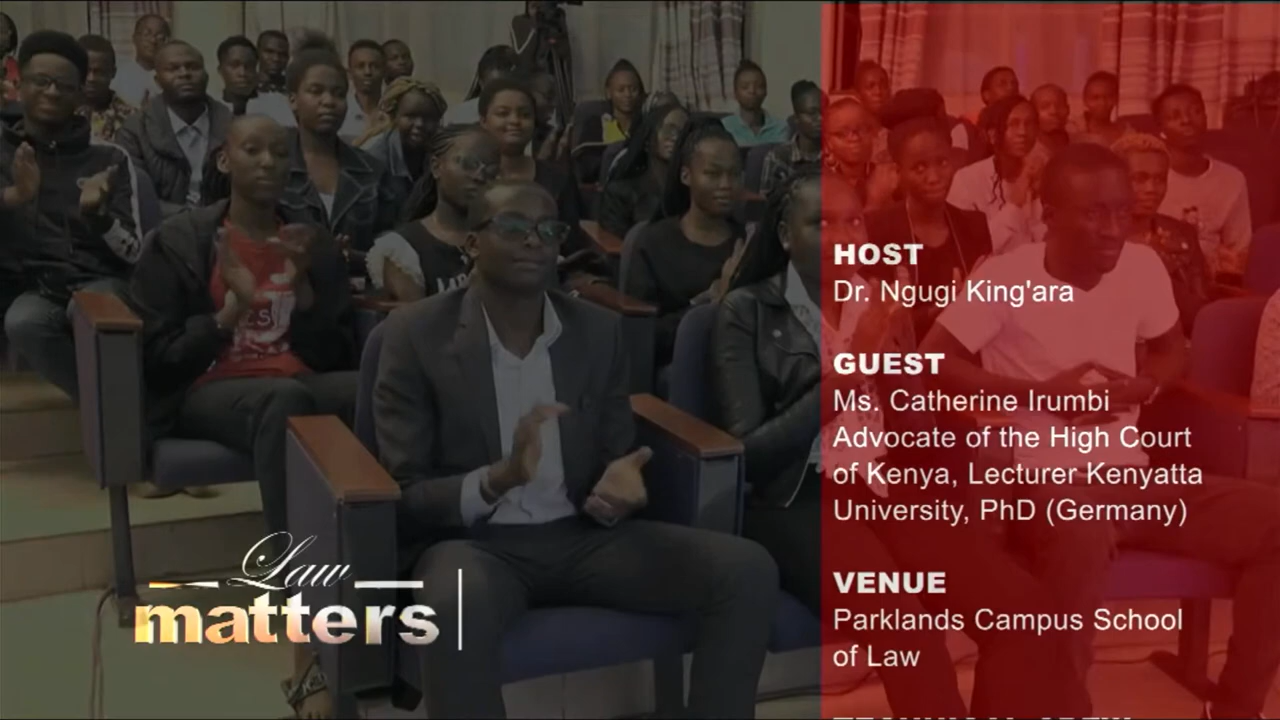 Law
matters
HOST
Dr. Ngugi King'ara
GUEST
Ms. Catherine Irumbi
Advocate of the High Court
of Kenya, Lecturer Kenyatta
University, PhD (Germany)
VENUE
Parklands Campus School
of Law